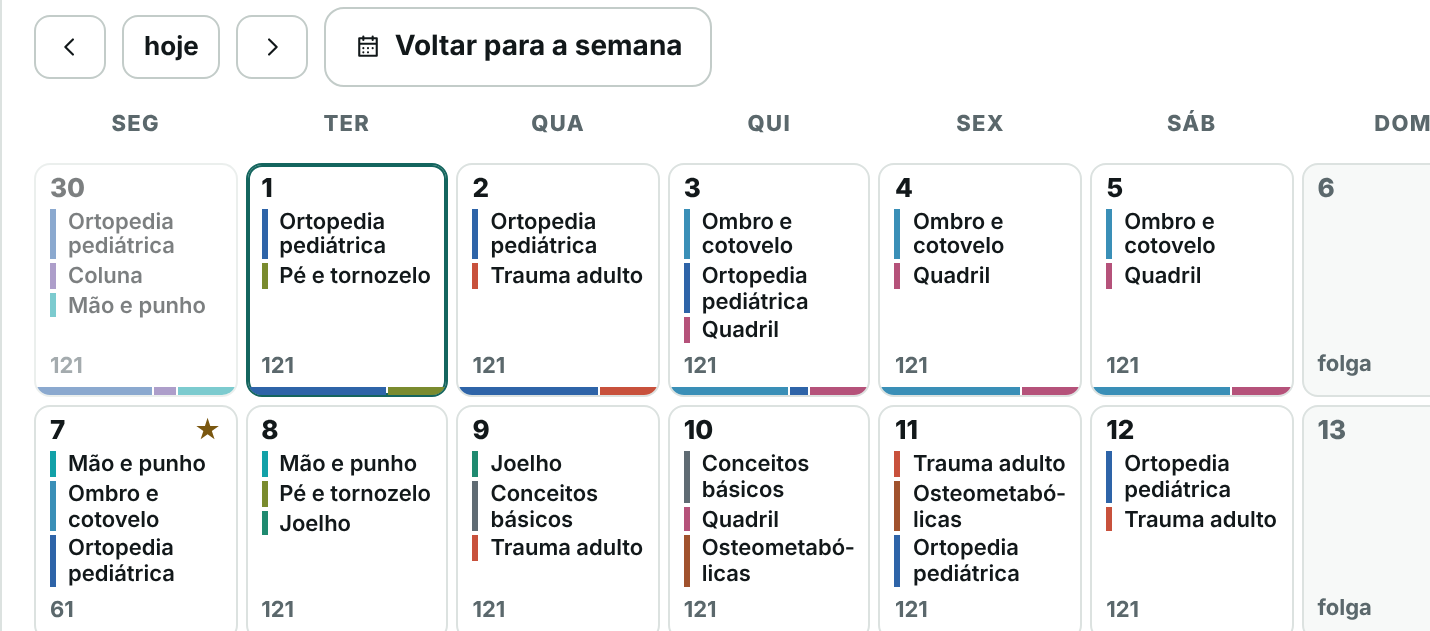 hoje
Voltar para a semana
SEG TER QUA QUI SEX SÁB DOM
30
Ortopedia
pediátrica
Coluna
Mão e punho
121
1
Ortopedia
pediátrica
Pé e tornozelo
121
2
Ortopedia
pediátrica
Trauma adulto
121
3
Ombro e
cotovelo
Ortopedia
pediátrica
Quadril
121
4
Ombro e
cotovelo
Quadril
121
5
Ombro e
cotovelo
Quadril
121
6
folga
7
Mão e punho
Ombro e
cotovelo
Ortopedia
pediátrica
61
8
Mão e punho
Pé e tornozelo
Joelho
121
9
Joelho
Conceitos
básicos
Trauma adulto
121
10
Conceitos
básicos
Quadril
Osteometabó-
licas
121
11
Trauma adulto
Osteometabó-
licas
Ortopedia
pediátrica
121
12
Ortopedia
pediátrica
Trauma adulto
121
13
folga